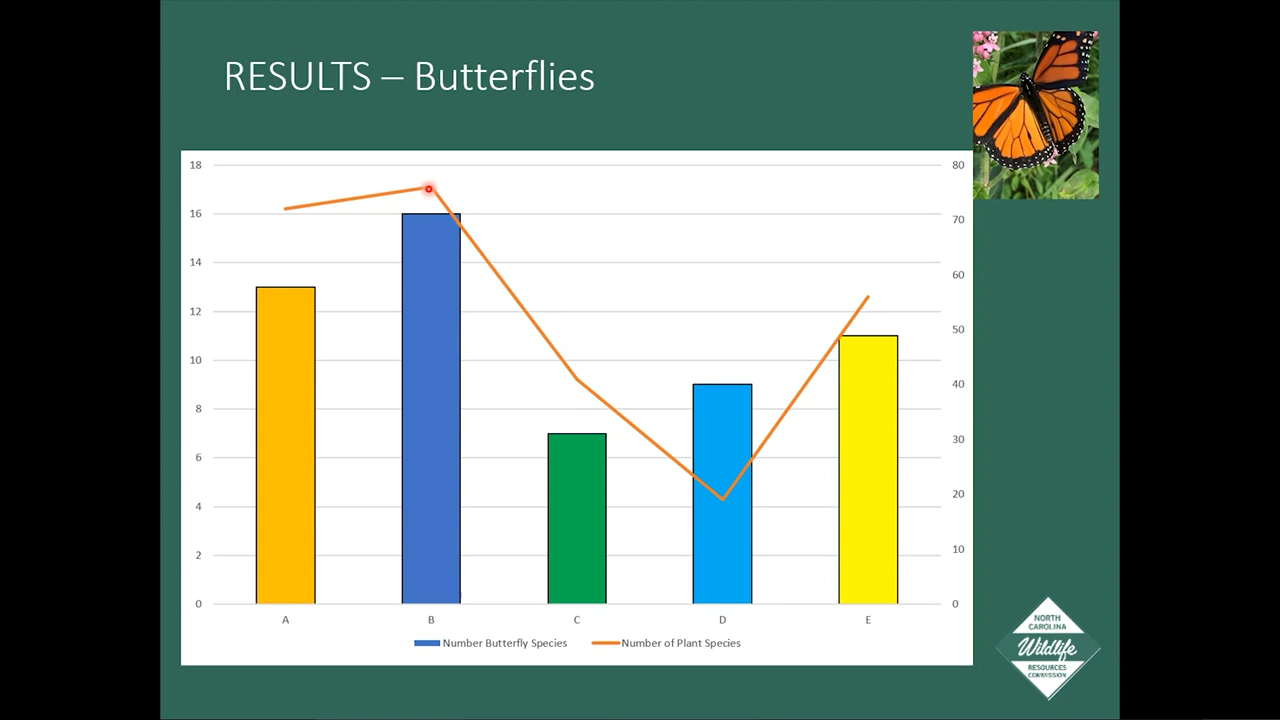 RESULTS – Butterflies
18
16
14
12
10
8
6
4
2
0
80
70
60
50
40
30
20
10
0
A B C D E
Number Butterfly Species Number of Plant Species
NORTH
CAROLINA
Wildlife
RESOURCES
COMMISSION